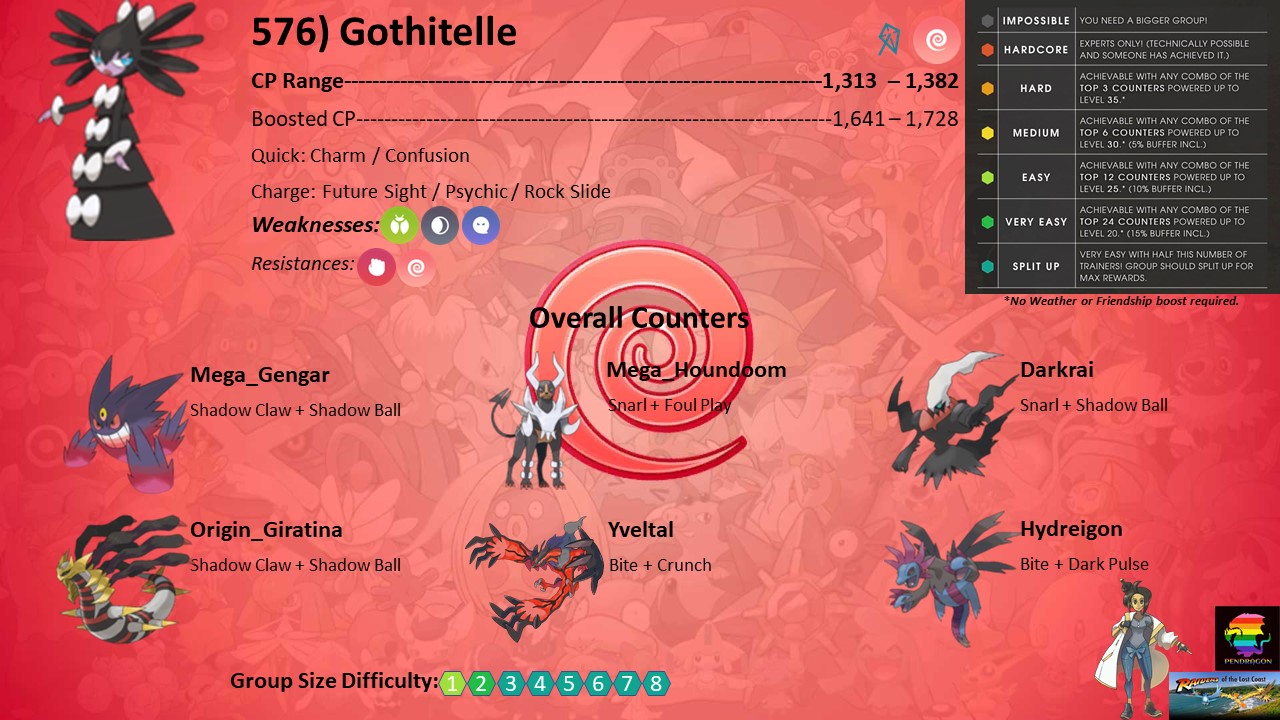 576) Gothitelle
CP Range---------------------------------------------------------------------------1,313 – 1,382
Boosted CP---------------------------------------------------------------------------1,641 – 1,728
Quick: Charm / Confusion
Charge: Future Sight / Psychic / Rock Slide
Weaknesses:
Resistances:
IMPOSSIBLE YOU NEED A BIGGER GROUP!
HARDCORE EXPERTS ONLY! (TECHNICALLY POSSIBLE
AND SOMEONE HAS ACHIEVED IT.)
HARD ACHIEVABLE WITH ANY COMBO OF THE
TOP 3 COUNTERS POWERED UP TO
LEVEL 35.*
MEDIUM ACHIEVABLE WITH ANY COMBO OF THE
TOP 6 COUNTERS POWERED UP TO
LEVEL 30.* (5% BUFFER INCL.)
EASY ACHIEVABLE WITH ANY COMBO OF THE
TOP 12 COUNTERS POWERED UP TO
LEVEL 25.* (10% BUFFER INCL.)
VERY EASY ACHIEVABLE WITH ANY COMBO OF THE
TOP 24 COUNTERS POWERED UP TO
LEVEL 20.* (15% BUFFER INCL.)
SPLIT UP VERY EASY WITH HALF THIS NUMBER OF
TRAINERS! GROUP SHOULD SPLIT UP FOR
MAX REWARDS.
*No Weather or Friendship boost required.
Overall Counters
Mega_Gengar
Shadow Claw + Shadow Ball
Mega_Houndoom
Snarl + Foul Play
Darkrai
Snarl + Shadow Ball
Origin_Giratina
Shadow Claw + Shadow Ball
Yveltal
Bite + Crunch
Hydreigon
Bite + Dark Pulse
Group Size Difficulty: 1 2 3 4 5 6 7 8
PENDRAGON
RAIDERS of the Lost Coast